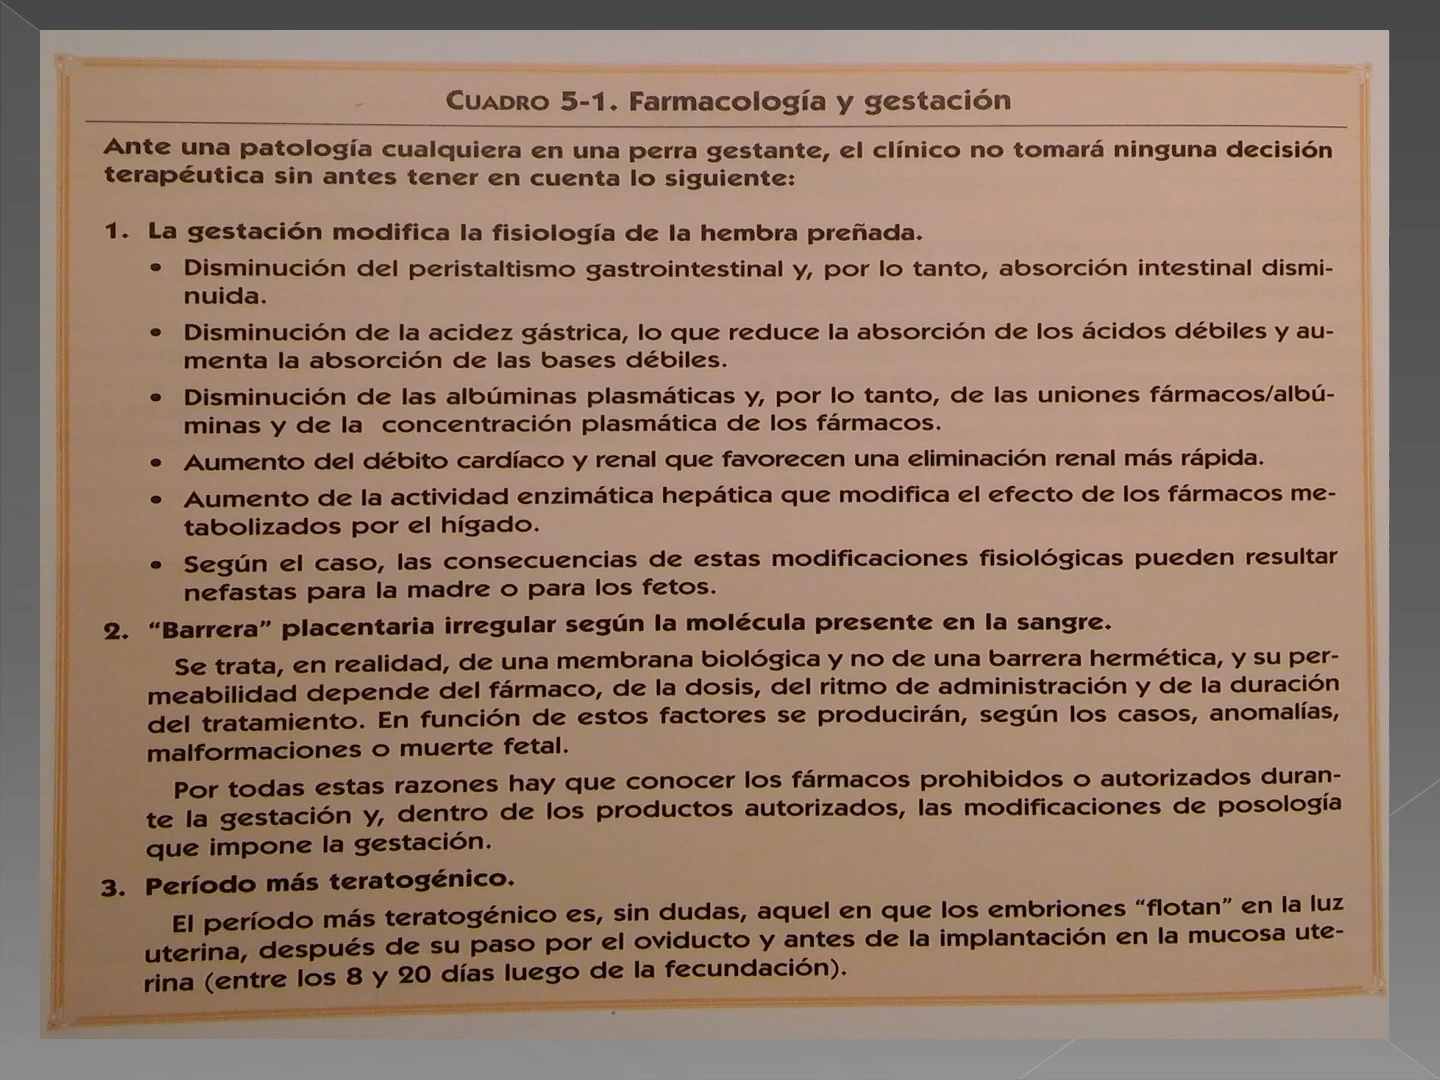 CUADRO 5-1. Farmacología y gestación
Ante una patología cualquiera en una perra gestante, el clínico no tomará ninguna decisión
terapéutica sin antes tener en cuenta lo siguiente:
1. La gestación modifica la fisiología de la hembra preñada.
• Disminución del peristaltismo gastrointestinal y, por lo tanto, absorción intestinal dismi-
nuida.
• Disminución de la acidez gástrica, lo que reduce la absorción de los ácidos débiles y au-
menta la absorción de las bases débiles.
• Disminución de las albúminas plasmáticas y, por lo tanto, de las uniones fármacos/albú-
minas y de la concentración plasmática de los fármacos.
• Aumento del débito cardíaco y renal que favorecen una eliminación renal más rápida.
• Aumento de la actividad enzimática hepática que modifica el efecto de los fármacos me-
tabolizados por el hígado.
• Según el caso, las consecuencias de estas modificaciones fisiológicas pueden resultar
nefastas para la madre o para los fetos.
2. “Barrera” placentaria irregular según la molécula presente en la sangre.
Se trata, en realidad, de una membrana biológica y no de una barrera hermética, y su per-
meabilidad depende del fármaco, de la dosis, del ritmo de administración y de la duración
del tratamiento. En función de estos factores se producirán, según los casos, anomalías,
malformaciones o muerte fetal.
Por todas estas razones hay que conocer los fármacos prohibidos o autorizados duran-
te la gestación y, dentro de los productos autorizados, las modificaciones de posología
que impone la gestación.
3. Período más teratogénico.
El período más teratogénico es, sin dudas, aquel en que los embriones “flotan” en la luz
uterina, después de su paso por el oviducto y antes de la implantación en la mucosa ute-
rina (entre los 8 y 20 días luego de la fecundación).